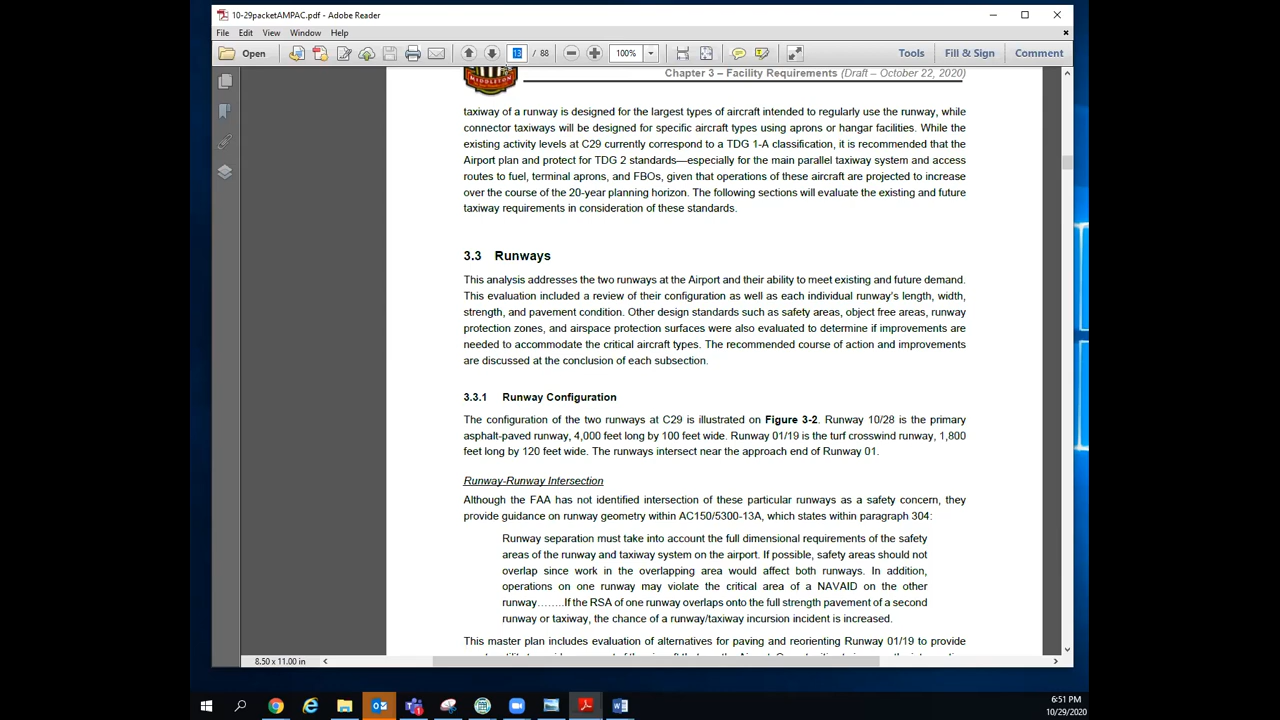 10-29packetAMPAC.pdf - Adobe Reader
File Edit View Window Help
Open 13 / 88 100% Tools Fill & Sign Comment
MIDDLETON
Chapter 3 – Facility Requirements (Draft – October 22, 2020)
taxiway of a runway is designed for the largest types of aircraft intended to regularly use the runway, while
connector taxiways will be designed for specific aircraft types using aprons or hangar facilities. While the
existing activity levels at C29 currently correspond to a TDG 1-A classification, it is recommended that the
Airport plan and protect for TDG 2 standards—especially for the main parallel taxiway system and access
routes to fuel, terminal aprons, and FBOs, given that operations of these aircraft are projected to increase
over the course of the 20-year planning horizon. The following sections will evaluate the existing and future
taxiway requirements in consideration of these standards.
3.3 Runways
This analysis addresses the two runways at the Airport and their ability to meet existing and future demand.
This evaluation included a review of their configuration as well as each individual runway's length, width,
strength, and pavement condition. Other design standards such as safety areas, object free areas, runway
protection zones, and airspace protection surfaces were also evaluated to determine if improvements are
needed to accommodate the critical aircraft types. The recommended course of action and improvements
are discussed at the conclusion of each subsection.
3.3.1 Runway Configuration
The configuration of the two runways at C29 is illustrated on Figure 3-2. Runway 10/28 is the primary
asphalt-paved runway, 4,000 feet long by 100 feet wide. Runway 01/19 is the turf crosswind runway, 1,800
feet long by 120 feet wide. The runways intersect near the approach end of Runway 01.
Runway-Runway Intersection
Although the FAA has not identified intersection of these particular runways as a safety concern, they
provide guidance on runway geometry within AC150/5300-13A, which states within paragraph 304:
Runway separation must take into account the full dimensional requirements of the safety
areas of the runway and taxiway system on the airport. If possible, safety areas should not
overlap since work in the overlapping area would affect both runways. In addition,
operations on one runway may violate the critical area of a NAVAID on the other
runway……..If the RSA of one runway overlaps onto the full strength pavement of a second
runway or taxiway, the chance of a runway/taxiway incursion incident is increased.
This master plan includes evaluation of alternatives for paving and reorienting Runway 01/19 to provide
8.50 x 11.00 in
6:51 PM
10/29/2020